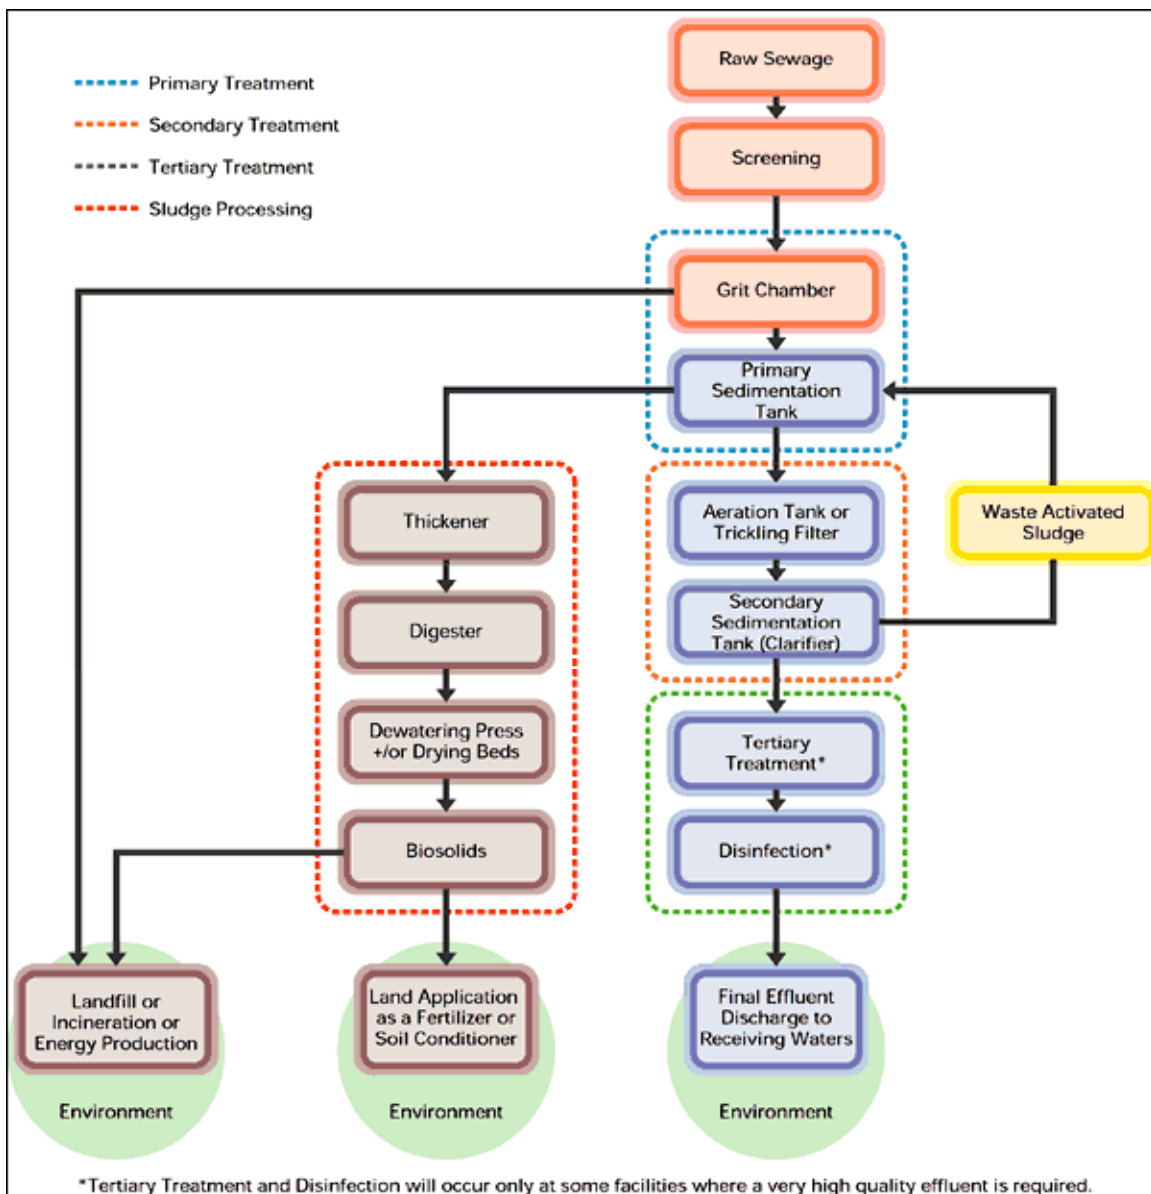 Raw Sewage
Primary Treatment
Secondary Treatment
Tertiary Treatment
Sludge Processing
Screening
Grit Chamber
Primary
Sedimentation
Tank
Thickener
Aeration Tank or
Trickling Filter
Waste Activated
Sludge
Digester
Secondary
Sedimentation
Tank (Clarifier)
Dewatering Press
+/or Drying Beds
Tertiary
Treatment*
Biosolids
Disinfection*
Landfill or
Incineration or
Energy Production
Land Application
as a Fertilizer or
Soil Conditioner
Final Effluent
Discharge to
Receiving Waters
Environment
Environment
Environment
*Tertiary Treatment and Disinfection will occur only at some facilities where a very high quality effluent is required.